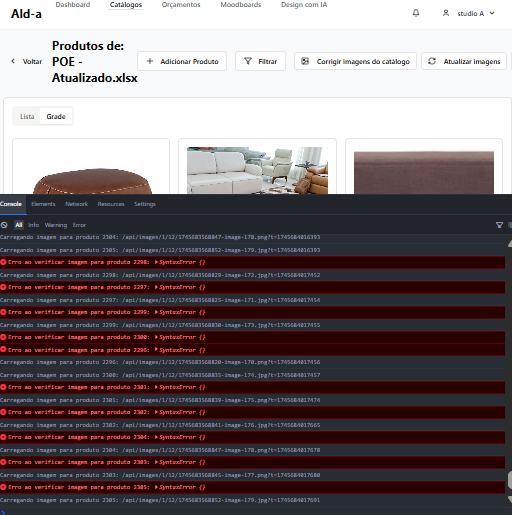 Ald-a
Dashboard
Catálogos
Orçamentos
Moodboards
Design com IA
studio A
Voltar
Produtos de:
POE -
Atualizado.xlsx
Adicionar Produto
Filtrar
Corrigir imagens do catálogo
Atualizar imagens
Lista
Grade
Console
Elements
Network
Resources
Settings
All
Info
Warning
Error
Carregando imagem para produto 2304: /api/images/1/12/1745683568847-image-178.png?t=1745684016393
Carregando imagem para produto 2305: /api/images/1/12/1745683568852-image-179.jpg?t=1745684016393
Erro ao verificar imagem para produto 2298: ▶SyntaxError {}
Carregando imagem para produto 2298: /api/images/1/12/1745683568829-image-172.jpg?t=1745684017452
Erro ao verificar imagem para produto 2297: ▶SyntaxError {}
Carregando imagem para produto 2297: /api/images/1/12/1745683568825-image-171.jpg?t=1745684017454
Erro ao verificar imagem para produto 2299: ▶SyntaxError {}
Carregando imagem para produto 2299: /api/images/1/12/1745683568830-image-173.jpg?t=1745684017455
Erro ao verificar imagem para produto 2300: ▶SyntaxError {}
Erro ao verificar imagem para produto 2296: ▶SyntaxError {}
Carregando imagem para produto 2296: /api/images/1/12/1745683568820-image-170.png?t=1745684017456
Carregando imagem para produto 2300: /api/images/1/12/1745683568835-image-174.jpg?t=1745684017457
Erro ao verificar imagem para produto 2301: ▶SyntaxError {}
Carregando imagem para produto 2301: /api/images/1/12/1745683568839-image-175.png?t=1745684017474
Erro ao verificar imagem para produto 2302: ▶SyntaxError {}
Carregando imagem para produto 2302: /api/images/1/12/1745683568841-image-176.jpg?t=1745684017665
Erro ao verificar imagem para produto 2304: ▶SyntaxError {}
Carregando imagem para produto 2304: /api/images/1/12/1745683568847-image-178.png?t=1745684017670
Erro ao verificar imagem para produto 2303: ▶SyntaxError {}
Carregando imagem para produto 2303: /api/images/1/12/1745683568845-image-177.png?t=1745684017680
Erro ao verificar imagem para produto 2305: ▶SyntaxError {}
Carregando imagem para produto 2305: /api/images/1/12/1745683568852-image-179.jpg?t=1745684017691